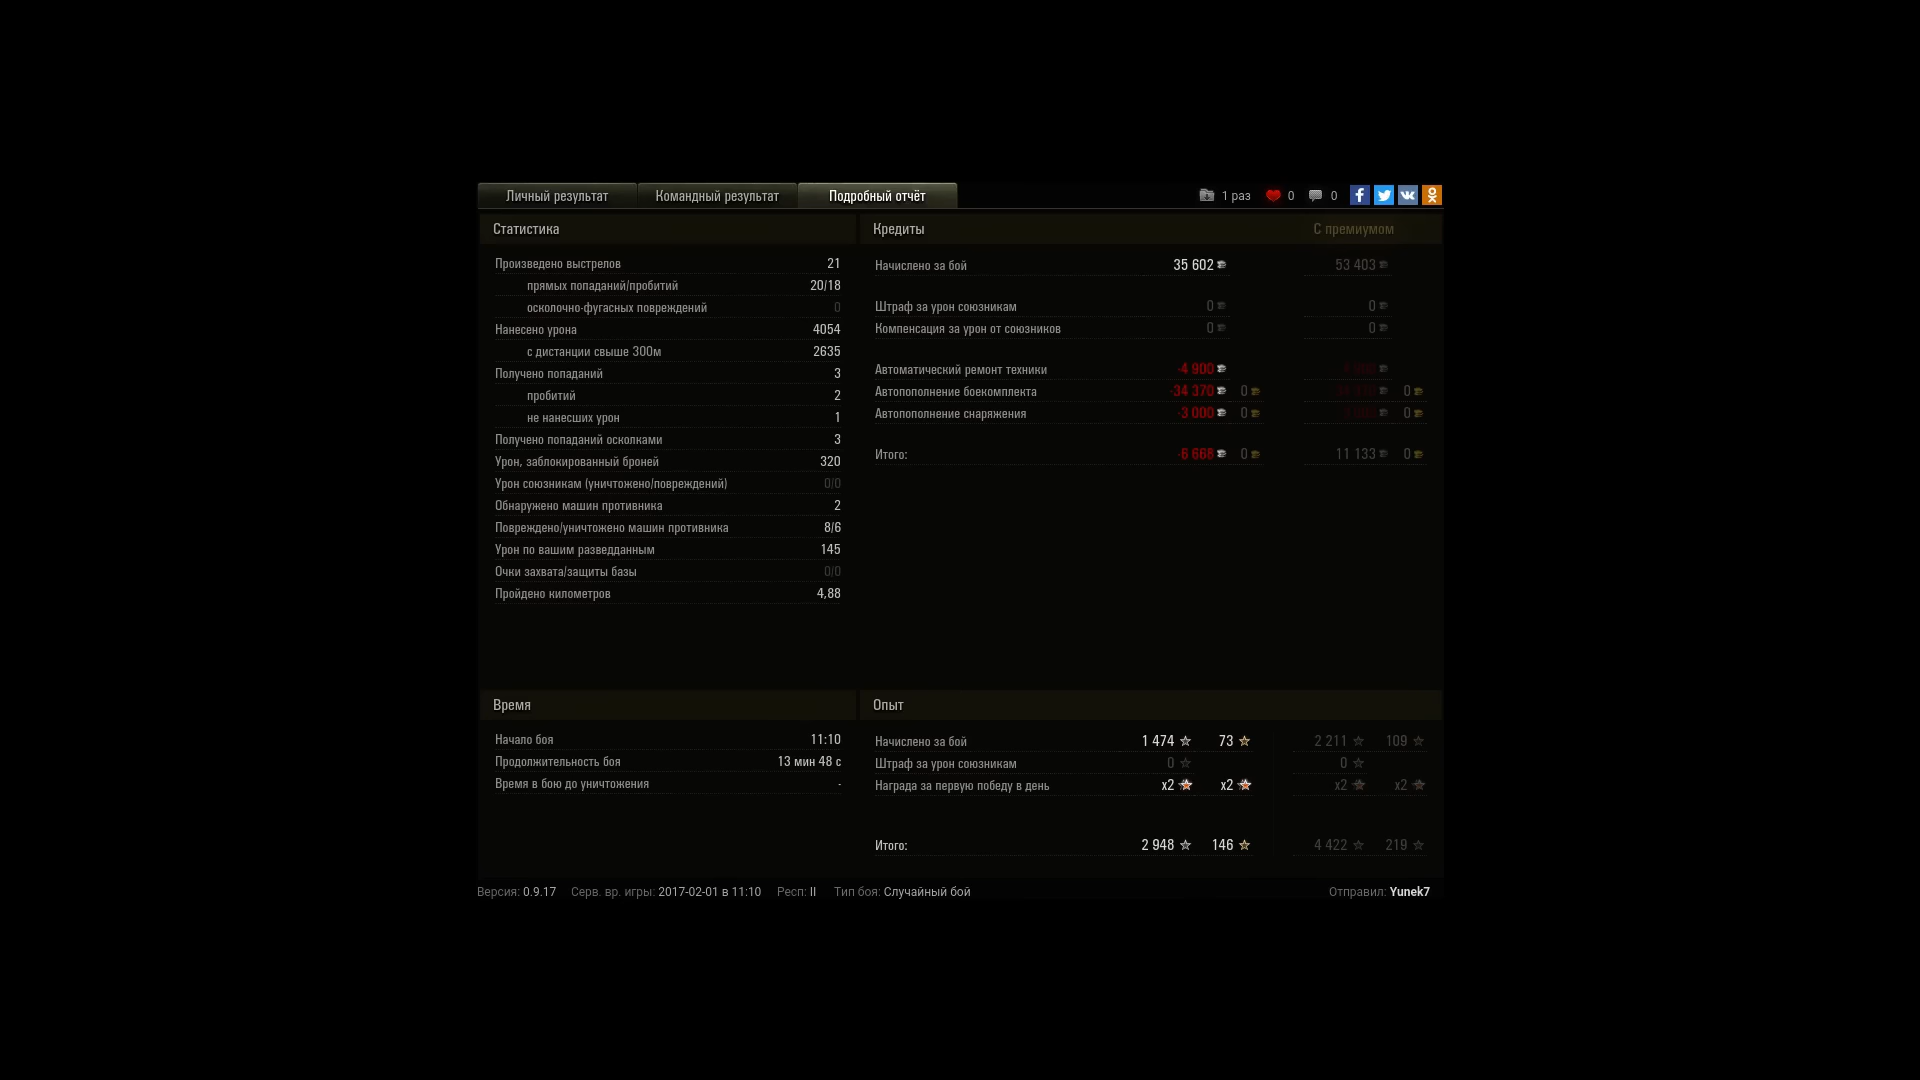 Личный результат Командный результат Подробный отчёт 1 раз 0 0
Статистика
Произведено выстрелов 21
прямых попаданий/пробитий 20/18
осколочно-фугасных повреждений 0
Нанесено урона 4054
с дистанции свыше 300м 2635
Получено попаданий 3
пробитий 2
не нанесших урон 1
Получено попаданий осколками 3
Урон, заблокированный броней 320
Урон союзникам (уничтожено/повреждений) 0/0
Обнаружено машин противника 2
Повреждено/уничтожено машин противника 8/6
Урон по вашим разведданным 145
Очки захвата/защиты базы 0/0
Пройдено километров 4,88
Кредиты С премиумом
Начислено за бой 35 602 53 403
Штраф за урон союзникам 0 0
Компенсация за урон от союзников 0 0
Автоматический ремонт техники -4 900
Автопополнение боекомплекта -34 370 0 0
Автопополнение снаряжения -3 000 0 0
Итого: -6 668 0 11 133 0
Время
Начало боя 11:10
Продолжительность боя 13 мин 48 с
Время в бою до уничтожения -
Опыт
Начислено за бой 1 474 73 2 211 109
Штраф за урон союзникам 0 0
Награда за первую победу в день x2 x2 x2 x2
Итого: 2 948 146 4 422 219
Версия: 0.9.17 Серв. вр. игры: 2017-02-01 в 11:10 Респ: II Тип боя: Случайный бой Отправил: Yunek7